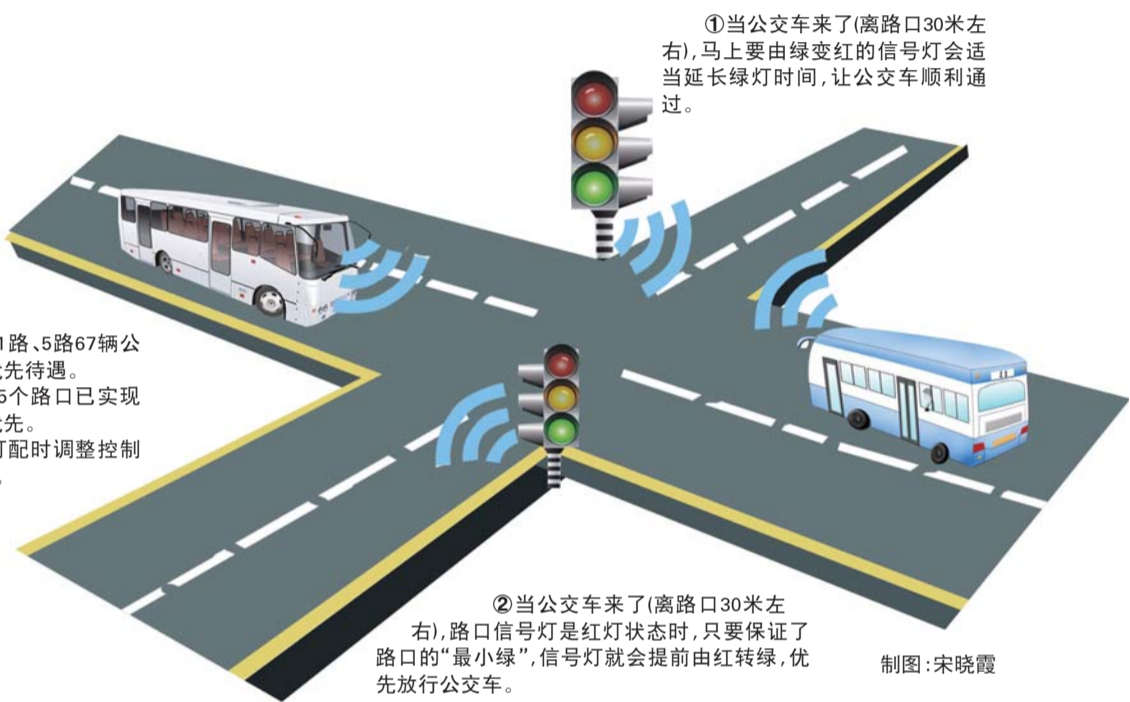 ①当公交车来了(离路口30米左
右),马上要由绿变红的信号灯会适
当延长绿灯时间,让公交车顺利通
过。
1路、5路67辆公
先待遇。
5个路口已实现
先。
灯配时调整控制
②当公交车来了(离路口30米左
右),路口信号灯是红灯状态时,只要保证了
路口的“最小绿”,信号灯就会提前由红转绿,优
先放行公交车。
制图:宋晓霞